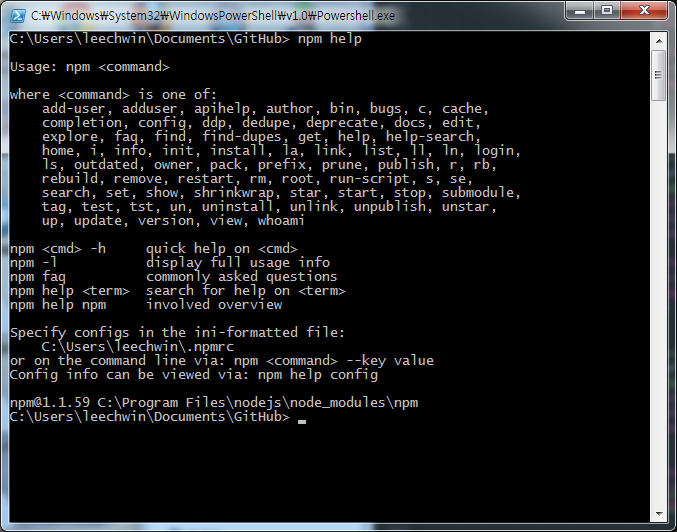 C:₩Windows₩System32₩WindowsPowerShell₩v1.0₩Powershell.exe
C:\Users\leechwin\Documents\GitHub> npm help
Usage: npm <command>
where <command> is one of:
    add-user, adduser, apihelp, author, bin, bugs, c, cache,
    completion, config, ddp, dedupe, deprecate, docs, edit,
    explore, faq, find, find-dupes, get, help, help-search,
    home, i, info, init, install, la, link, list, ll, ln, login,
    ls, outdated, owner, pack, prefix, prune, publish, r, rb,
    rebuild, remove, restart, rm, root, run-script, s, se,
    search, set, show, shrinkwrap, star, start, stop, submodule,
    tag, test, tst, un, uninstall, unlink, unpublish, unstar,
    up, update, version, view, whoami
npm <cmd> -h     quick help on <cmd>
npm -l           display full usage info
npm faq          commonly asked questions
npm help <term>  search for help on <term>
npm help npm     involved overview
Specify configs in the ini-formatted file:
    C:\Users\leechwin\.npmrc
or on the command line via: npm <command> --key value
Config info can be viewed via: npm help config
npm@1.1.59 C:\Program Files\nodejs\node_modules\npm
C:\Users\leechwin\Documents\GitHub>